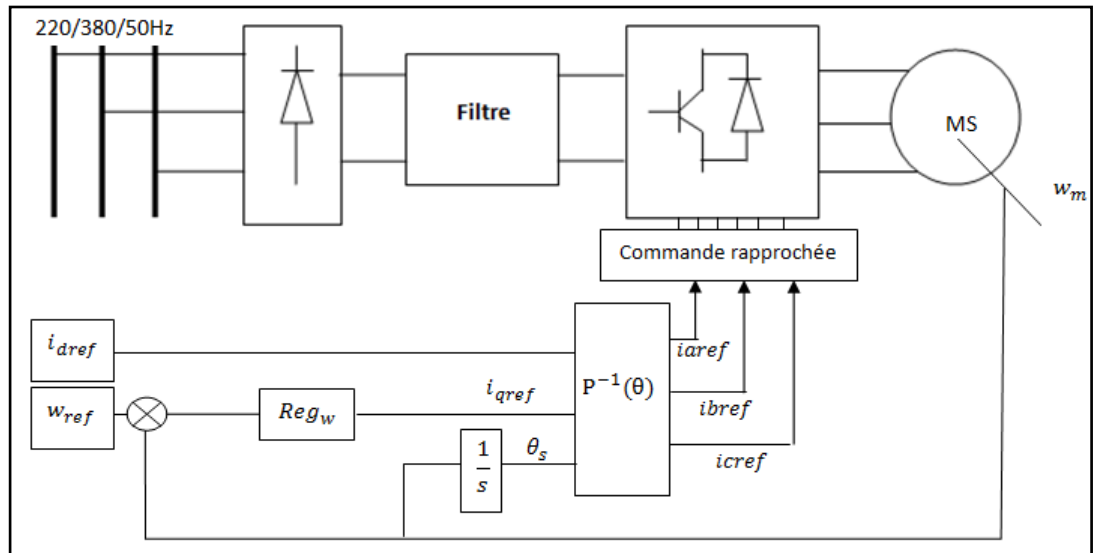 220/380/50Hz
Filtre
MS
w_m
Commande rapprochée
i_dref
iaref
w_ref
Reg_w
i_qref
P⁻¹(θ)
ibref
1/s
θ_s
icref